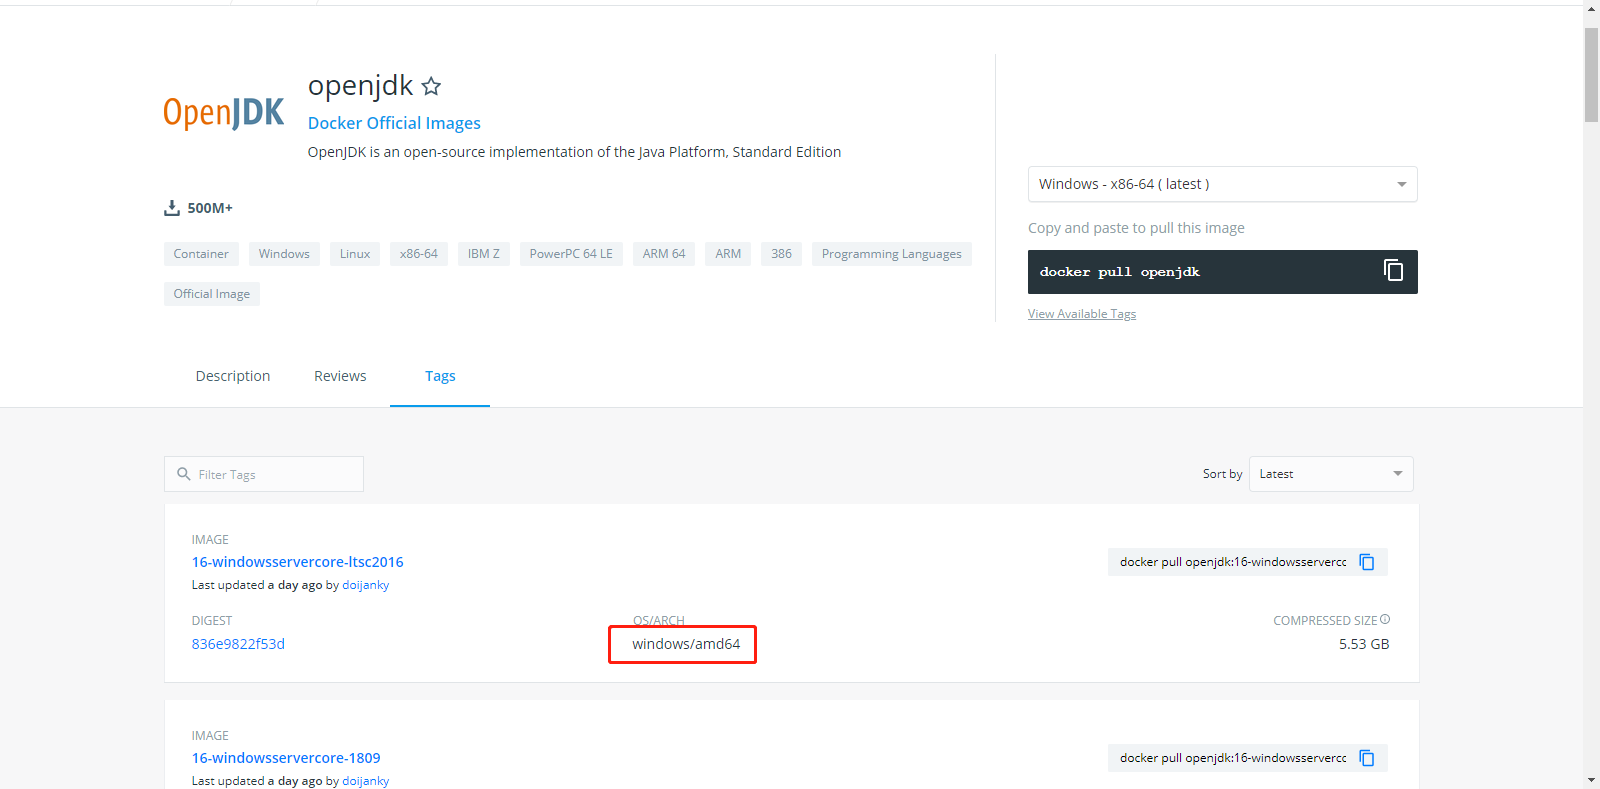 OpenJDK
openjdk
Docker Official Images
OpenJDK is an open-source implementation of the Java Platform, Standard Edition
500M+
Container Windows Linux x86-64 IBM Z PowerPC 64 LE ARM 64 ARM 386 Programming Languages
Official Image
Windows - x86-64 ( latest )
Copy and paste to pull this image
docker pull openjdk
View Available Tags
Description Reviews Tags
Filter Tags
Sort by Latest
IMAGE
16-windowsservercore-ltsc2016
Last updated a day ago by doijanky
docker pull openjdk:16-windowsservercc
DIGEST OS/ARCH COMPRESSED SIZE
836e9822f53d windows/amd64 5.53 GB
IMAGE
16-windowsservercore-1809
Last updated a day ago by doijanky
docker pull openjdk:16-windowsservercc